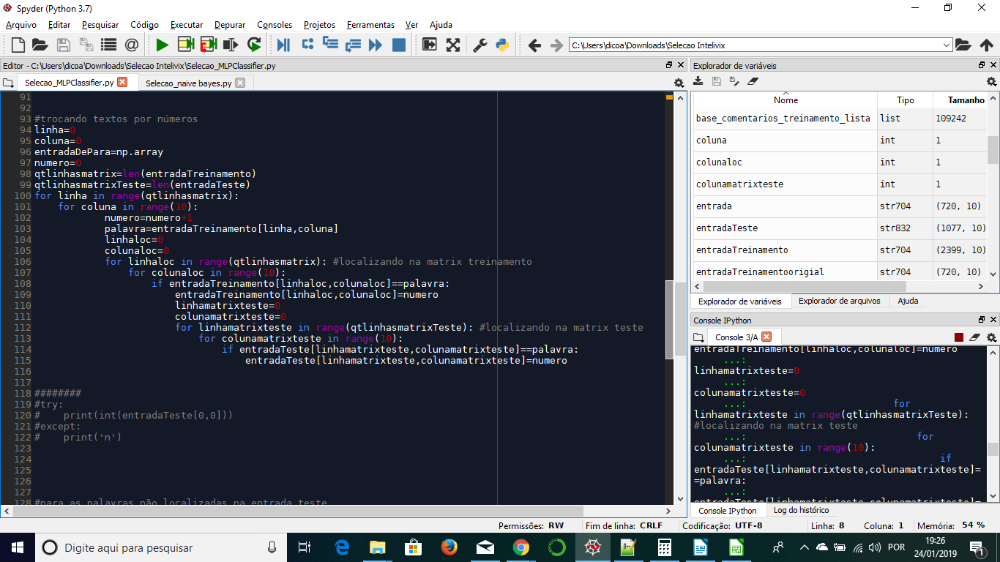 Spyder (Python 3.7)
Arquivo Editar Pesquisar Código Executar Depurar Consoles Projetos Ferramentas Ver Ajuda
C:\Users\dicoa\Downloads\Selecao Intelivix
Editor - C:\Users\dicoa\Downloads\Selecao Intelivix\Selecao_MLPClassifier.py
Selecao_MLPClassifier.py Selecao_naive bayes.py
91
92
93 #trocando textos por números
94 linha=0
95 coluna=0
96 entradaDePara=np.array
97 numero=0
98 qtlinhasmatrix=len(entradaTreinamento)
99 qtlinhasmatrixTeste=len(entradaTeste)
100 for linha in range(qtlinhasmatrix):
101     for coluna in range(10):
102             numero=numero+1
103             palavra=entradaTreinamento[linha,coluna]
104             linhaloc=0
105             colunaloc=0
106             for linhaloc in range(qtlinhasmatrix): #localizando na matrix treinamento
107                 for colunaloc in range(10):
108                     if entradaTreinamento[linhaloc,colunaloc]==palavra:
109                         entradaTreinamento[linhaloc,colunaloc]=numero
110                         linhamatrixteste=0
111                         colunamatrixteste=0
112                         for linhamatrixteste in range(qtlinhasmatrixTeste): #localizando na matrix teste
113                             for colunamatrixteste in range(10):
114                                 if entradaTeste[linhamatrixteste,colunamatrixteste]==palavra:
115                                     entradaTeste[linhamatrixteste,colunamatrixteste]=numero
116
117
118 ########
119 #try:
120 #    print(int(entradaTeste[0,0]))
121 #except:
122 #    print('n')
123
124
125
126
127
128 #para as palavras não localizadas na entrada teste
Explorador de variáveis
Nome Tipo Tamanho
base_comentarios_treinamento_lista list 109242
coluna int 1
colunaloc int 1
colunamatrixteste int 1
entrada str704 (720, 10)
entradaTeste str832 (1077, 10)
entradaTreinamento str704 (2399, 10)
entradaTreinamentoorigial str704 (720, 10)
Explorador de variáveis Explorador de arquivos Ajuda
Console IPython
Console 3/A
entradaTreinamento[linhaloc,colunaloc]=numero
...:
linhamatrixteste=0
...:
colunamatrixteste=0
...: for
linhamatrixteste in range(qtlinhasmatrixTeste):
#localizando na matrix teste
...: for
colunamatrixteste in range(10):
...: if
entradaTeste[linhamatrixteste,colunamatrixteste]=
=palavra:
...:
entradaTeste[linhamatrixteste,colunamatrixteste]=
Console IPython Log do histórico
Permissões: RW Fim de linha: CRLF Codificação: UTF-8 Linha: 8 Coluna: 1 Memória: 54 %
Digite aqui para pesquisar
POR
19:26
24/01/2019
1